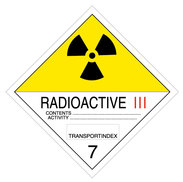 RADIOACTIVE III
CONTENTS
ACTIVITY
TRANSPORTINDEX
7